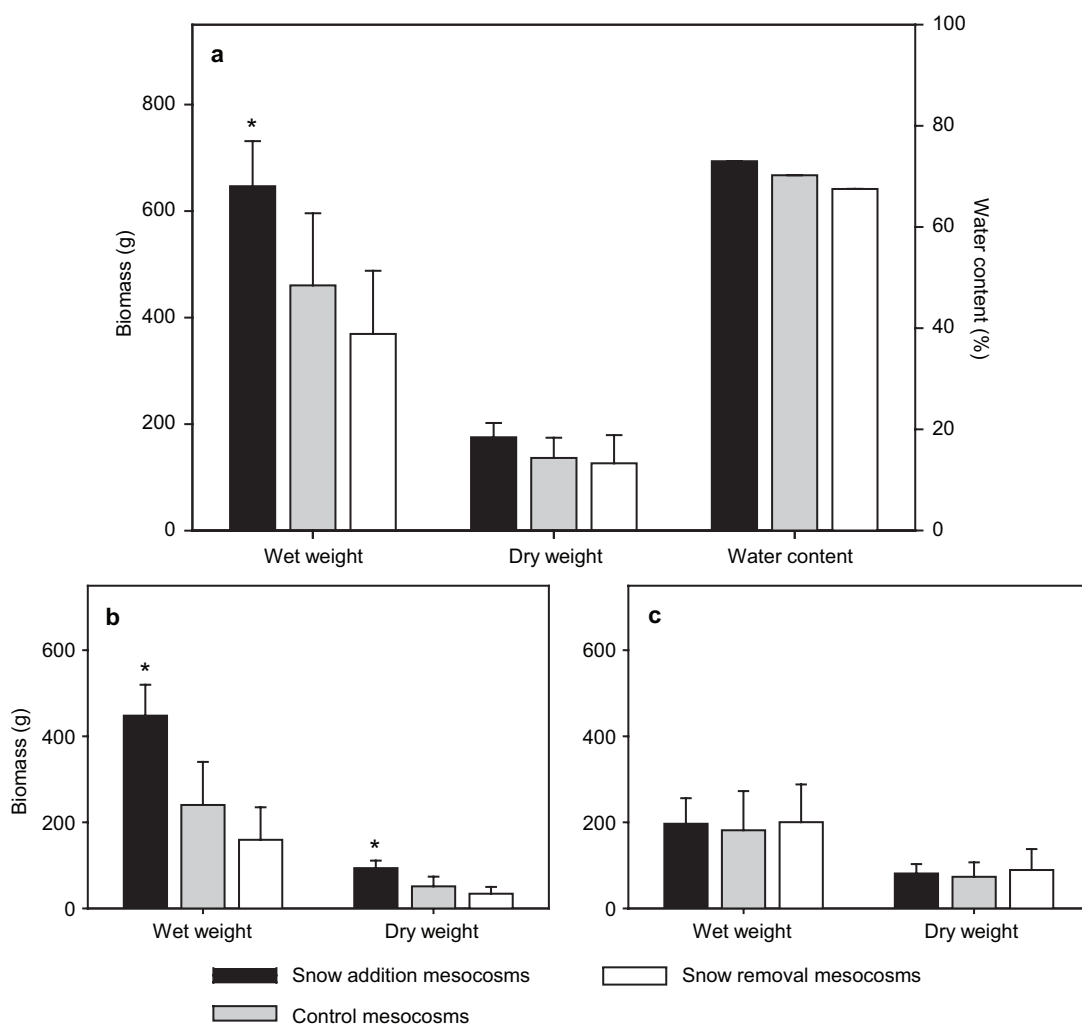 a
*
800
600
400
200
0
Biomass (g)
100
80
60
40
20
0
Water content (%)
Wet weight Dry weight Water content
b
*
*
600
400
200
0
Biomass (g)
Wet weight Dry weight
c
600
400
200
0
Wet weight Dry weight
Snow addition mesocosms Snow removal mesocosms
Control mesocosms